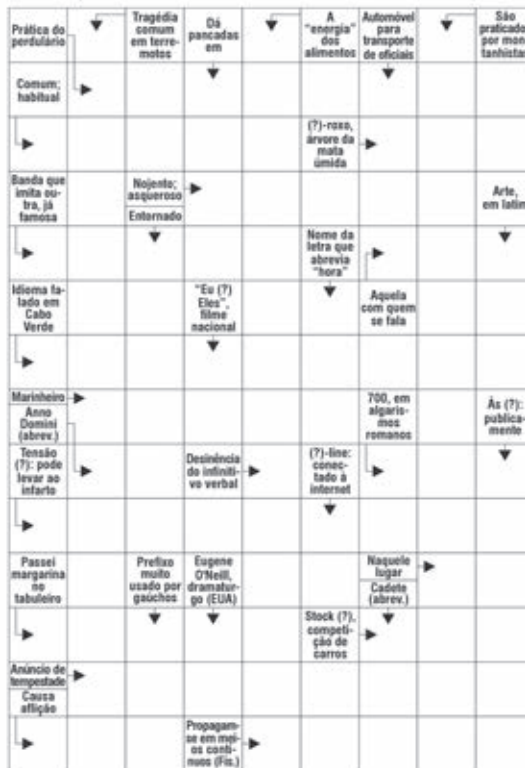 Prática do
perdulário
Tragédia
comum
em terre-
motos
Dá
pancadas
em
A
"energia"
dos
alimentos
Automóvel
para
transporte
de oficiais
São
praticado
por mon
tanhistas
Comum;
habitual
(?)-roxo,
árvore da
mata
úmida
Banda que
imita ou-
tra, já
famosa
Nojento;
asqueroso
Entornado
Arte,
em latim
Nome da
letra que
abrevia
"hora"
Idioma fa-
lado em
Cabo
Verde
"Eu (?)
Eles",
filme
nacional
Aquela
com quem
se fala
Marinheiro
Anno
Domini
(abrev.)
700, em
algaris-
mos
romanos
Às (?):
publica-
mente
Tensão
(?): pode
levar ao
infarto
Desinência
do infiniti-
vo verbal
(?)-line:
conec-
tado à
internet
Passei
margarina
no
tabuleiro
Prefixo
muito
usado por
gaúchos
Eugene
O'Neill,
dramatur-
go (EUA)
Naquele
lugar
Cadete
(abrev.)
Stock (?),
competi-
ção de
carros
Anúncio de
tempestade
Causa
aflição
Propagam-
se em mei-
os contí-
nuos (Fís.)